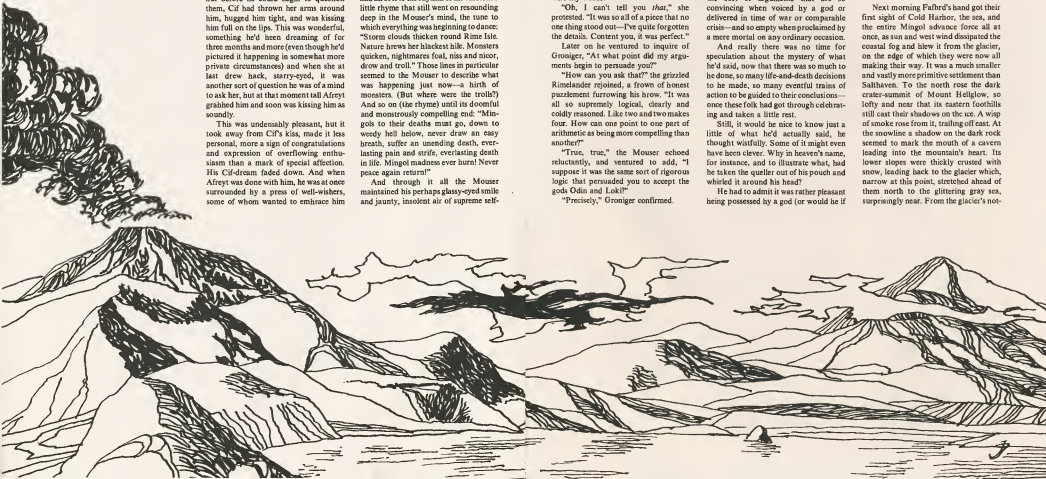 them, Cif had thrown her arms around
him, hugged him tight, and was kissing
him full on the lips. This was wonderful,
something he'd been dreaming of for
three months and more (even though he'd
pictured it happening in somewhat more
private circumstances) and when she at
last drew back, starry-eyed, it was
another sort of question he was of a mind
to ask her, but at that moment tall Afreyt
grabbed him and soon was kissing him as
soundly.
This was undeniably pleasant, but it
took away from Cif's kiss, made it less
personal, more a sign of congratulations
and expression of overflowing enthu-
siasm than a mark of special affection.
His Cif-dream faded down. And when
Afreyt was done with him, he was at once
surrounded by a press of well-wishers,
some of whom wanted to embrace him
little rhyme that still went on resounding
deep in the Mouser's mind, the tune to
which everything was beginning to dance:
"Storm clouds thicken round Rime Isle.
Nature brews her blackest bile. Monsters
quicken, nightmares foal, niss and nicor,
drow and troll." Those lines in particular
seemed to the Mouser to describe what
was happening just now—a birth of
monsters. (But where were the trolls?)
And so on (the rhyme) until its doomful
and monstrously compelling end: "Min-
gols to their deaths must go, down to
weedy hell below, never draw an easy
breath, suffer an unending death, ever-
lasting pain and strife, everlasting death
in life. Mingol madness ever burn! Never
peace again return!"
And through it all the Mouser
maintained his perhaps glassy-eyed smile
and jaunty, insolent air of supreme self-
"Oh, I can't tell you that," she
protested. "It was so all of a piece that no
one thing stood out—I've quite forgotten
the details. Content you, it was perfect."
Later on he ventured to inquire of
Groniger, "At what point did my argu-
ments begin to persuade you?"
"How can you ask that?" the grizzled
Rimelander rejoined, a frown of honest
puzzlement furrowing his brow. "It was
all so supremely logical, clearly and
coldly reasoned. Like two and two makes
four. How can one point to one part of
arithmetic as being more compelling than
another?"
"True, true," the Mouser echoed
reluctantly, and ventured to add, "I
suppose it was the same sort of rigorous
logic that persuaded you to accept the
gods Odin and Loki?"
"Precisely," Groniger confirmed.
convincing when voiced by a god or
delivered in time of war or comparable
crisis—and so empty when proclaimed by
a mere mortal on any ordinary occasion.
And really there was no time for
speculation about the mystery of what
he'd said, now that there was so much to
be done, so many life-and-death decisions
to be made, so many eventful trains of
action to be guided to their conclusions—
once these folk had got through celebrat-
ing and taken a little rest.
Still, it would be nice to know just a
little of what he'd actually said, he
thought wistfully. Some of it might even
have been clever. Why in heaven's name,
for instance, and to illustrate what, had
he taken the queller out of his pouch and
whirled it around his head?
He had to admit it was rather pleasant
being possessed by a god (or would be if
Next morning Fafhrd's band got their
first sight of Cold Harbor, the sea, and
the entire Mingol advance force all at
once, as sun and west wind dissipated the
coastal fog and blew it from the glacier,
on the edge of which they were now all
making their way. It was a much smaller
and vastly more primitive settlement than
Salthaven. To the north rose the dark
crater-summit of Mount Hellglow, so
lofty and near that its eastern foothills
still cast their shadows on the ice. A wisp
of smoke rose from it, trailing off east. At
the snowline a shadow on the dark rock
seemed to mark the mouth of a cavern
leading into the mountain's heart. Its
lower slopes were thickly crusted with
snow, leading back to the glacier which,
narrow at this point, stretched ahead of
them north to the glittering gray sea,
surprisingly near. From the glacier's not-